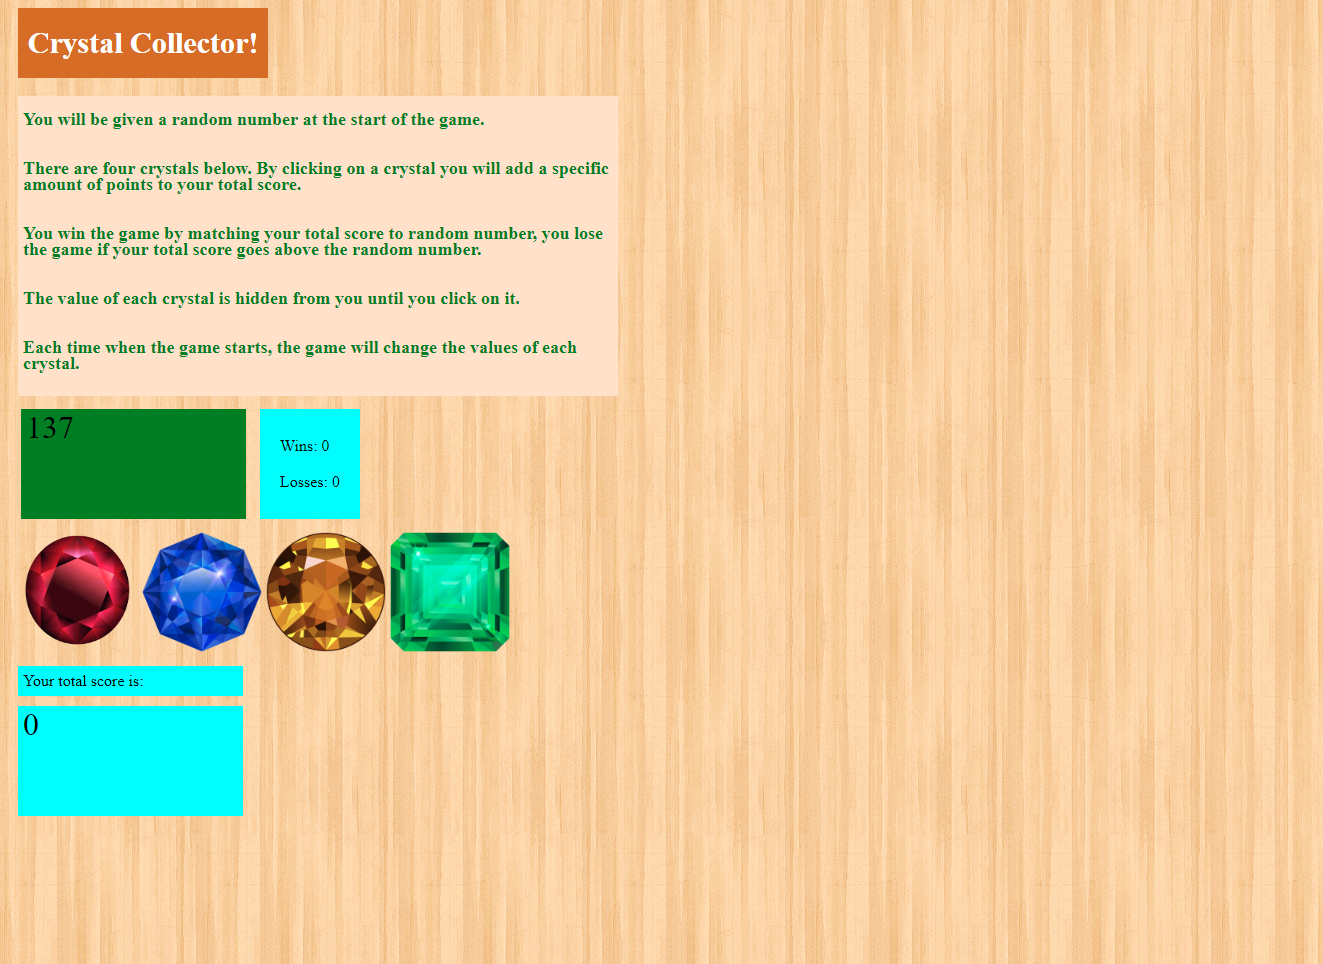 Crystal Collector!
You will be given a random number at the start of the game.
There are four crystals below. By clicking on a crystal you will add a specific
amount of points to your total score.
You win the game by matching your total score to random number, you lose
the game if your total score goes above the random number.
The value of each crystal is hidden from you until you click on it.
Each time when the game starts, the game will change the values of each
crystal.
137
Wins: 0
Losses: 0
Your total score is:
0